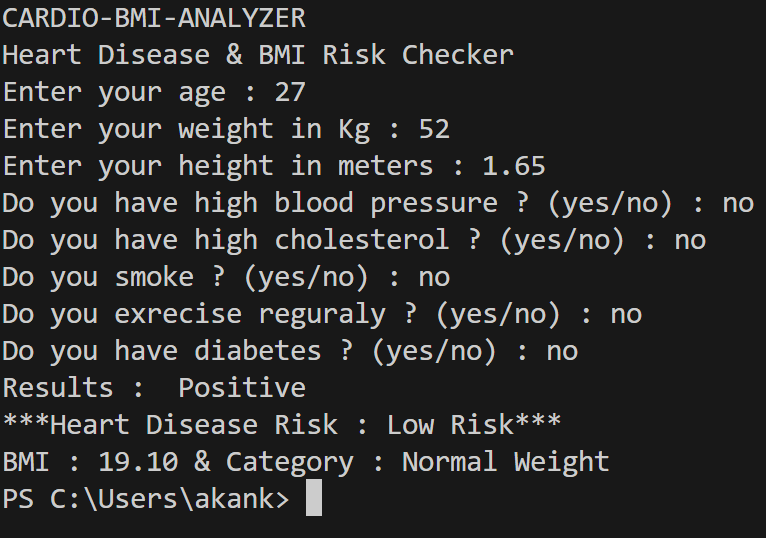 CARDIO-BMI-ANALYZER
Heart Disease & BMI Risk Checker
Enter your age : 27
Enter your weight in Kg : 52
Enter your height in meters : 1.65
Do you have high blood pressure ? (yes/no) : no
Do you have high cholesterol ? (yes/no) : no
Do you smoke ? (yes/no) : no
Do you exrecise reguraly ? (yes/no) : no
Do you have diabetes ? (yes/no) : no
Results :  Positive
***Heart Disease Risk : Low Risk***
BMI : 19.10 & Category : Normal Weight
PS C:\Users\akank>